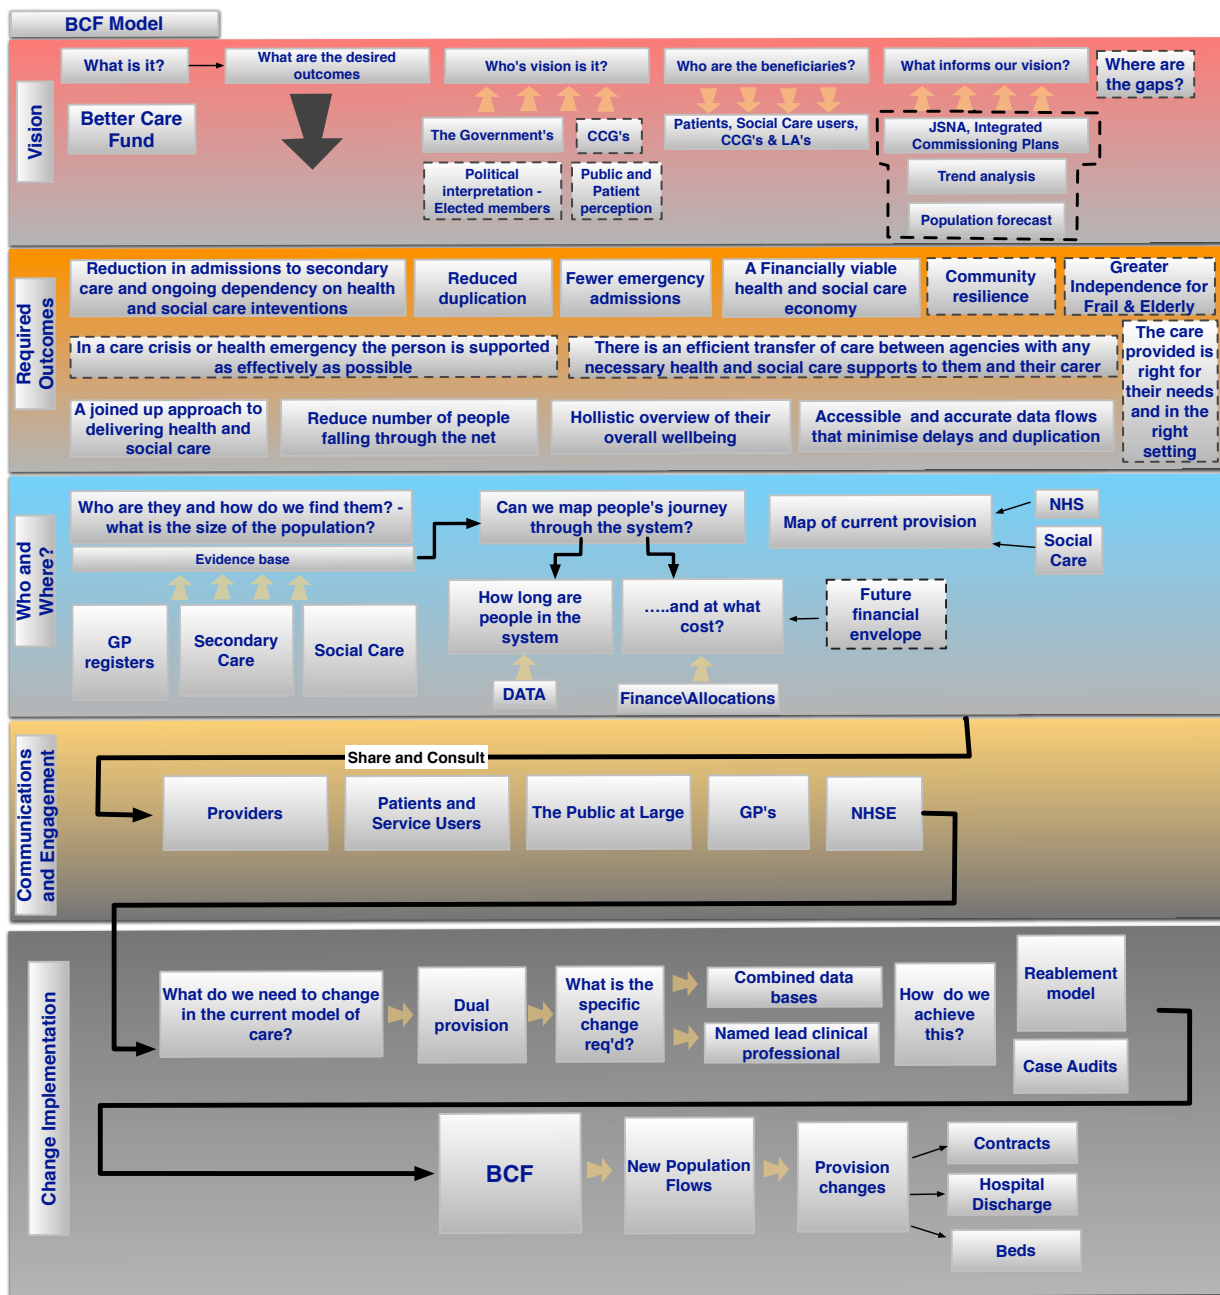 BCF Model
Vision
What is it?
What are the desired
outcomes
Who's vision is it?
Who are the beneficiaries?
What informs our vision?
Where are
the gaps?
Better Care
Fund
The Government's
CCG's
Political
interpretation -
Elected members
Public and
Patient
perception
Patients, Social Care users,
CCG's & LA's
JSNA, Integrated
Commissioning Plans
Trend analysis
Population forecast
Required
Outcomes
Reduction in admissions to secondary
care and ongoing dependency on health
and social care inteventions
Reduced
duplication
Fewer emergency
admissions
A Financially viable
health and social care
economy
Community
resilience
Greater
Independence for
Frail & Elderly
In a care crisis or health emergency the person is supported
as effectively as possible
There is an efficient transfer of care between agencies with any
necessary health and social care supports to them and their carer
The care
provided is
right for
their needs
and in the
right
setting
A joined up approach to
delivering health and
social care
Reduce number of people
falling through the net
Hollistic overview of their
overall wellbeing
Accessible and accurate data flows
that minimise delays and duplication
Who and
Where?
Who are they and how do we find them? -
what is the size of the population?
Evidence base
GP
registers
Secondary
Care
Social Care
Can we map people's journey
through the system?
How long are
people in the
system
.....and at what
cost?
DATA
Finance\Allocations
Map of current provision
NHS
Social
Care
Future
financial
envelope
Communications
and Engagement
Share and Consult
Providers
Patients and
Service Users
The Public at Large
GP's
NHSE
Change Implementation
What do we need to change
in the current model of
care?
Dual
provision
What is the
specific
change
req'd?
Combined data
bases
Named lead clinical
professional
How do we
achieve
this?
Reablement
model
Case Audits
BCF
New Population
Flows
Provision
changes
Contracts
Hospital
Discharge
Beds